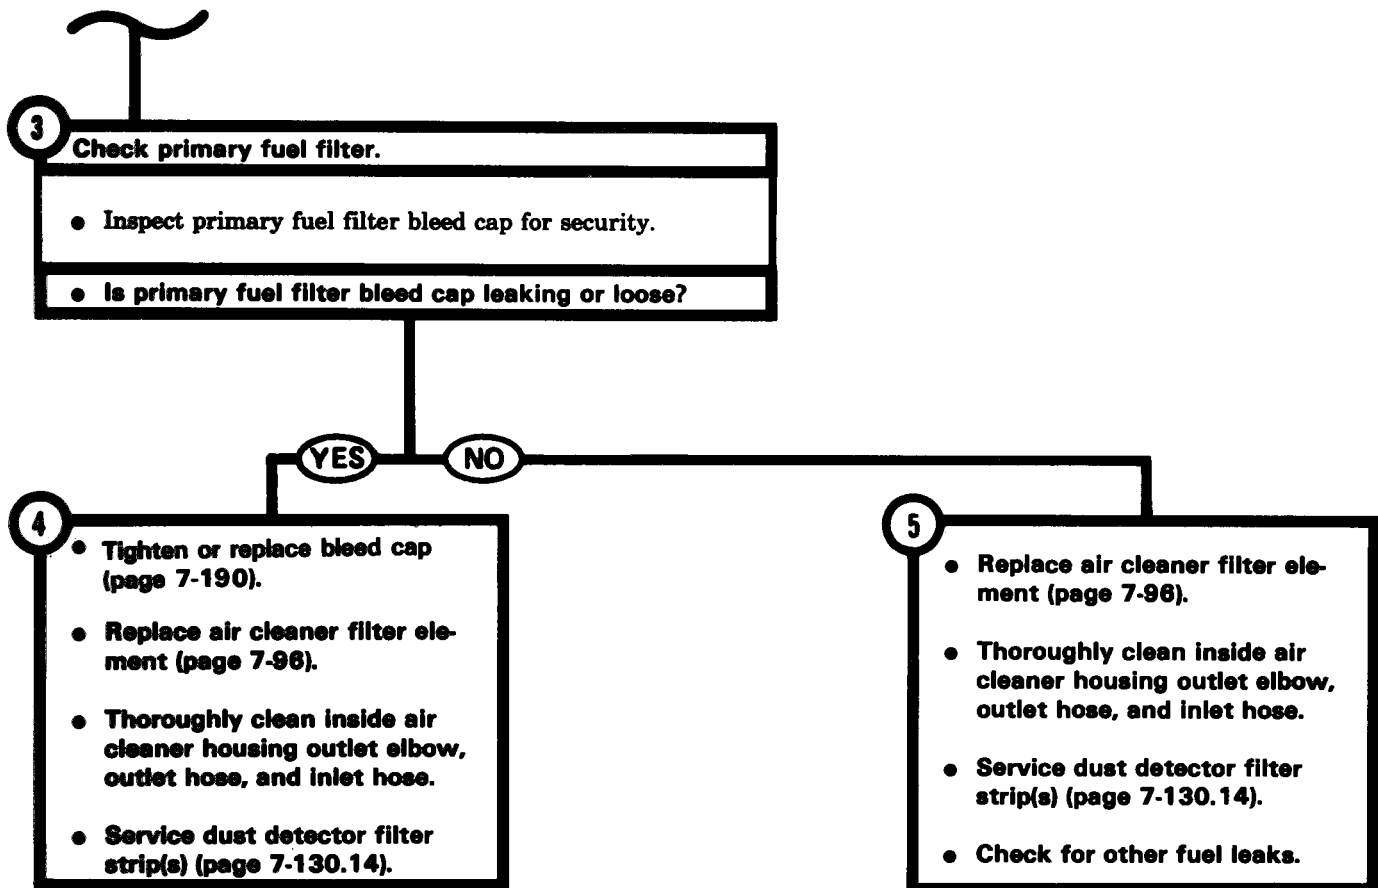 3
Check primary fuel filter.
● Inspect primary fuel filter bleed cap for security.
● Is primary fuel filter bleed cap leaking or loose?
YES
NO
4
● Tighten or replace bleed cap
(page 7-190).
● Replace air cleaner filter ele-
ment (page 7-96).
● Thoroughly clean inside air
cleaner housing outlet elbow,
outlet hose, and inlet hose.
● Service dust detector filter
strip(s) (page 7-130.14).
5
● Replace air cleaner filter ele-
ment (page 7-96).
● Thoroughly clean inside air
cleaner housing outlet elbow,
outlet hose, and inlet hose.
● Service dust detector filter
strip(s) (page 7-130.14).
● Check for other fuel leaks.